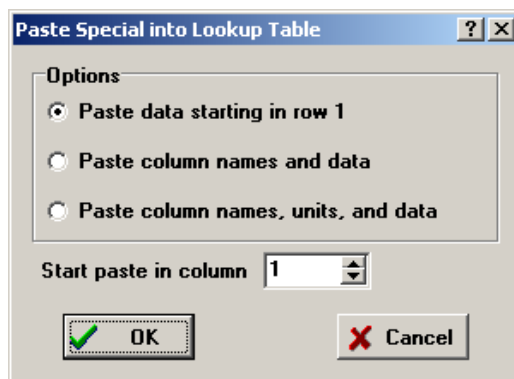 Paste Special into Lookup Table
Options
Paste data starting in row 1
Paste column names and data
Paste column names, units, and data
Start paste in column 1
OK Cancel